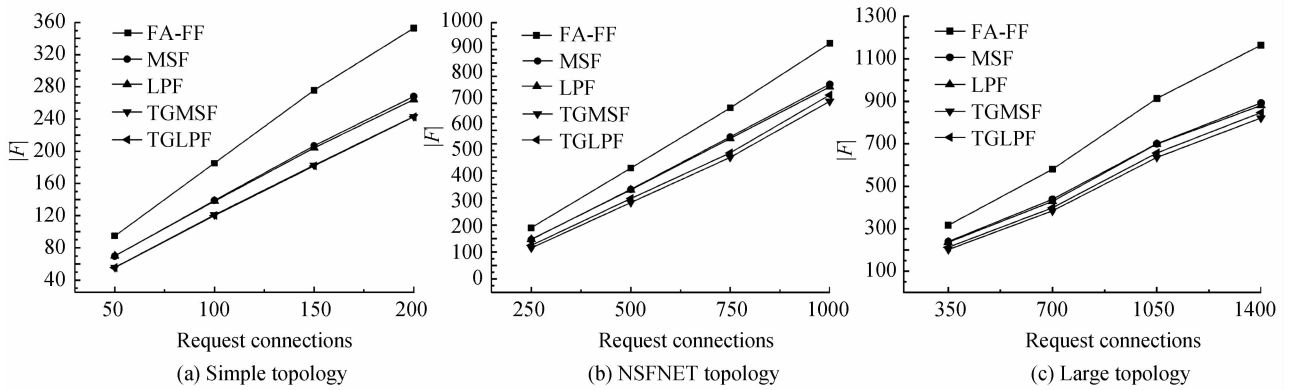 360
320
280
240
200
160
120
80
40
|F|
FA-FF
MSF
LPF
TGMSF
TGLPF
50
100
150
200
Request connections
(a) Simple topology
1000
900
800
700
600
500
400
300
200
100
0
|F|
FA-FF
MSF
LPF
TGMSF
TGLPF
250
500
750
1000
Request connections
(b) NSFNET topology
1300
1100
900
700
500
300
100
|F|
FA-FF
MSF
LPF
TGMSF
TGLPF
350
700
1050
1400
Request connections
(c) Large topology